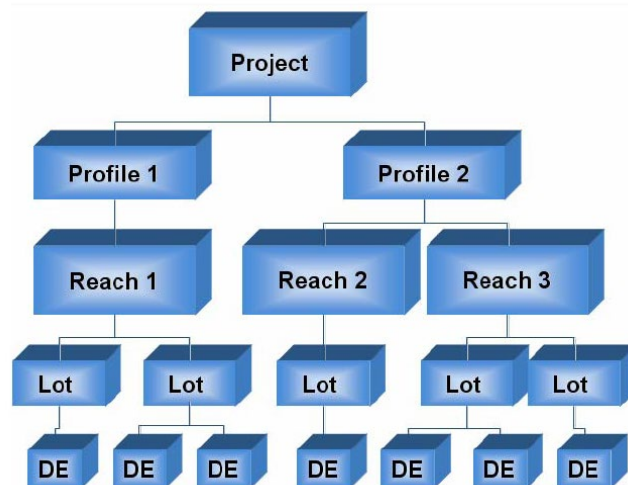 Project
Profile 1
Profile 2
Reach 1
Reach 2
Reach 3
Lot
Lot
Lot
Lot
Lot
DE
DE
DE
DE
DE
DE
DE